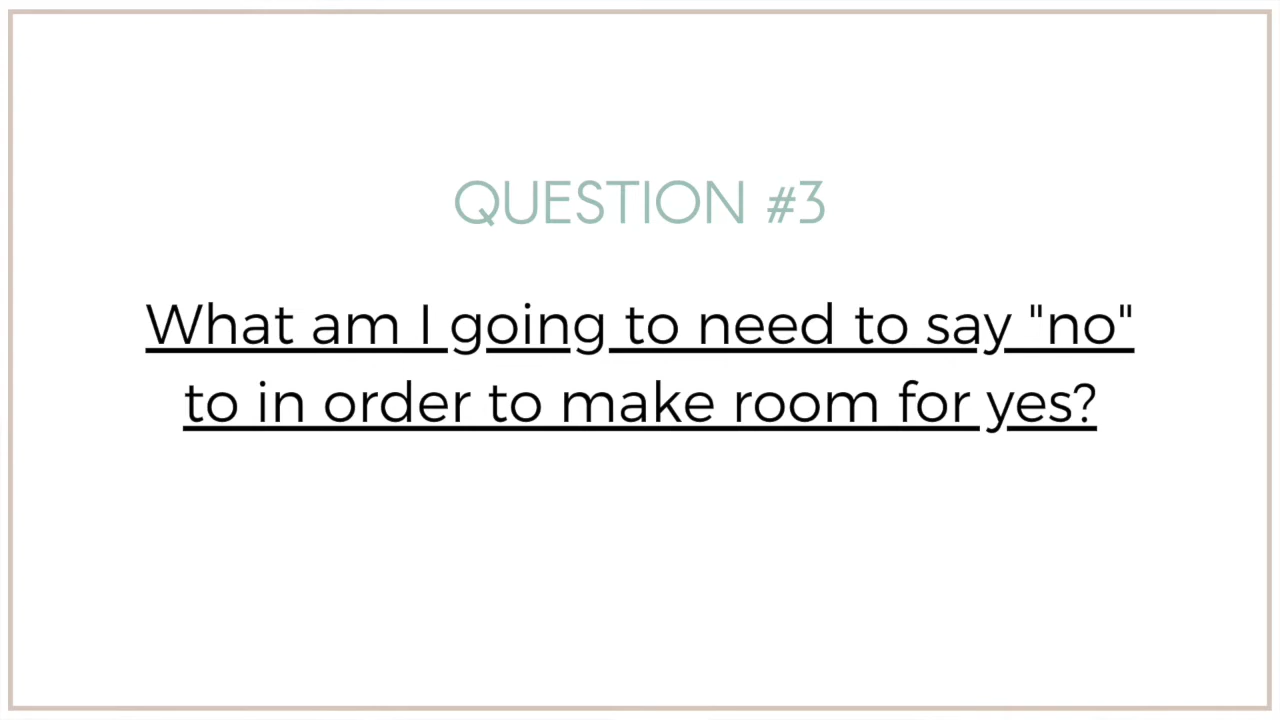 QUESTION #3
What am I going to need to say "no"
to in order to make room for yes?